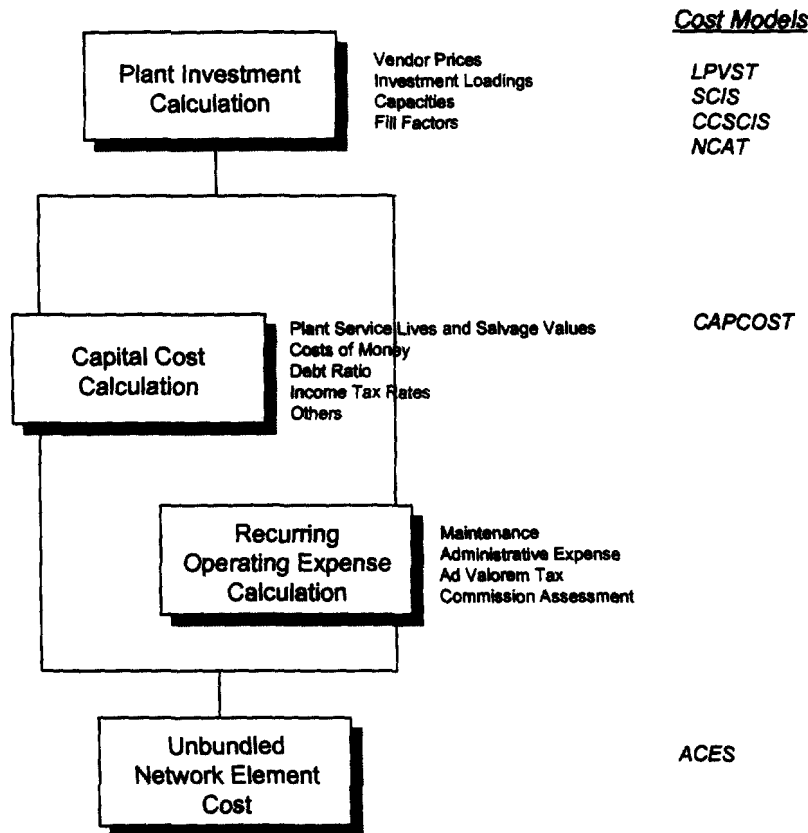 Cost Models
Plant Investment
Calculation
Vendor Prices
Investment Loadings
Capacities
Fill Factors
LPVST
SCIS
CCSCIS
NCAT
Capital Cost
Calculation
Plant Service Lives and Salvage Values
Costs of Money
Debt Ratio
Income Tax Rates
Others
CAPCOST
Recurring
Operating Expense
Calculation
Maintenance
Administrative Expense
Ad Valorem Tax
Commission Assessment
Unbundled
Network Element
Cost
ACES